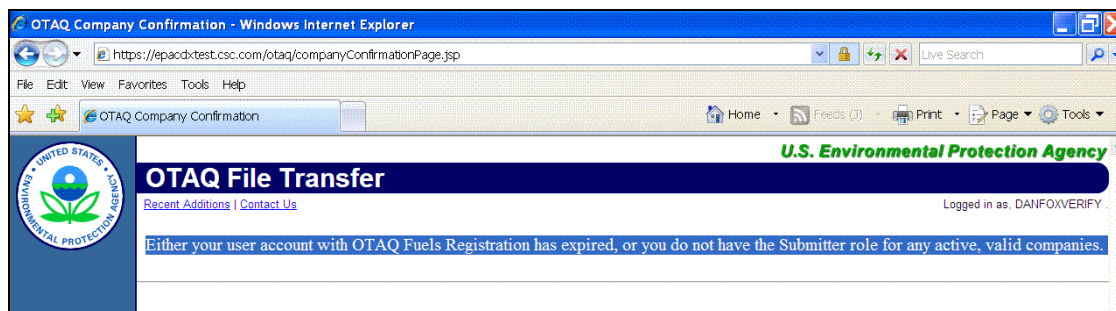 OTAQ Company Confirmation - Windows Internet Explorer
https://epacdxtest.csc.com/otaq/companyConfirmationPage.jsp
Live Search
File Edit View Favorites Tools Help
OTAQ Company Confirmation
Home Feeds (J) Print Page Tools
UNITED STATES
ENVIRONMENTAL PROTECTION
AGENCY
U.S. Environmental Protection Agency
OTAQ File Transfer
Recent Additions | Contact Us
Logged in as, DANFOXVERIFY .
Either your user account with OTAQ Fuels Registration has expired, or you do not have the Submitter role for any active, valid companies.